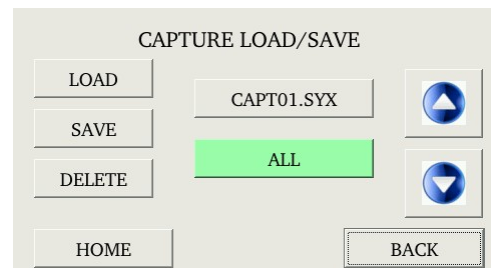 CAPTURE LOAD/SAVE
LOAD
CAPT01.SYX
SAVE
ALL
DELETE
HOME
BACK